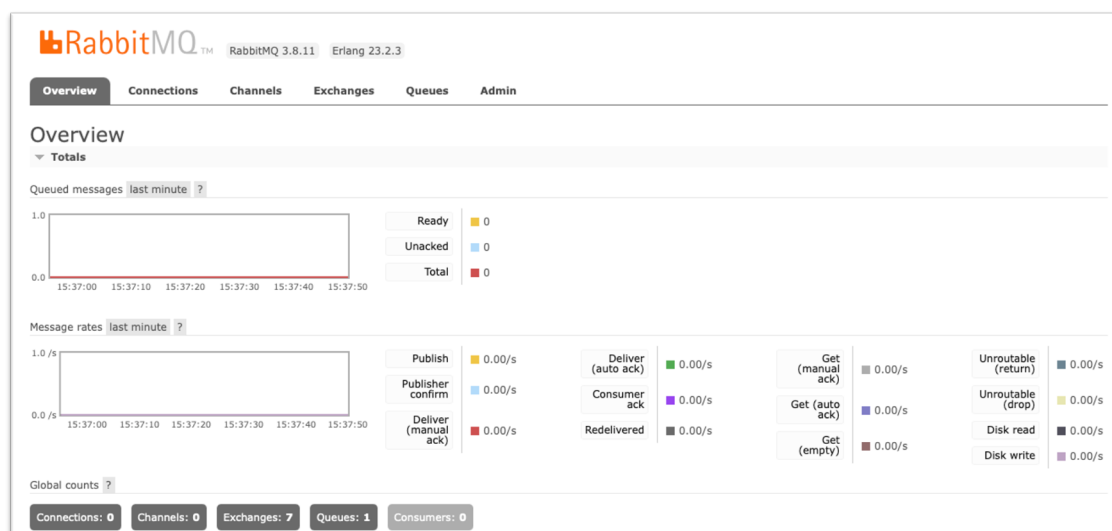 RabbitMQ TM RabbitMQ 3.8.11 Erlang 23.2.3
Overview Connections Channels Exchanges Queues Admin
Overview
Totals
Queued messages last minute ?
1.0
0.0
15:37:00 15:37:10 15:37:20 15:37:30 15:37:40 15:37:50
Ready 0
Unacked 0
Total 0
Message rates last minute ?
1.0 /s
0.0 /s
15:37:00 15:37:10 15:37:20 15:37:30 15:37:40 15:37:50
Publish 0.00/s
Publisher
confirm 0.00/s
Deliver
(manual
ack) 0.00/s
Deliver
(auto ack) 0.00/s
Consumer
ack 0.00/s
Redelivered 0.00/s
Get
(manual
ack) 0.00/s
Get (auto
ack) 0.00/s
Get
(empty) 0.00/s
Unroutable
(return) 0.00/s
Unroutable
(drop) 0.00/s
Disk read 0.00/s
Disk write 0.00/s
Global counts ?
Connections: 0 Channels: 0 Exchanges: 7 Queues: 1 Consumers: 0